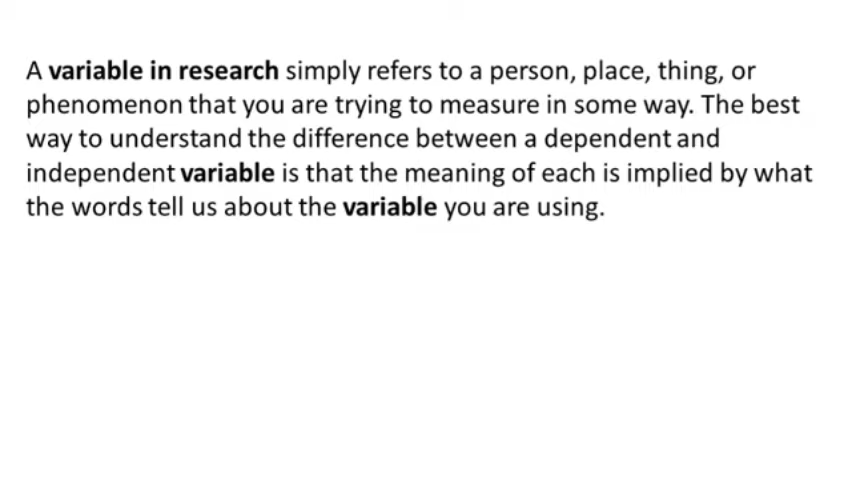 A variable in research simply refers to a person, place, thing, or
phenomenon that you are trying to measure in some way. The best
way to understand the difference between a dependent and
independent variable is that the meaning of each is implied by what
the words tell us about the variable you are using.